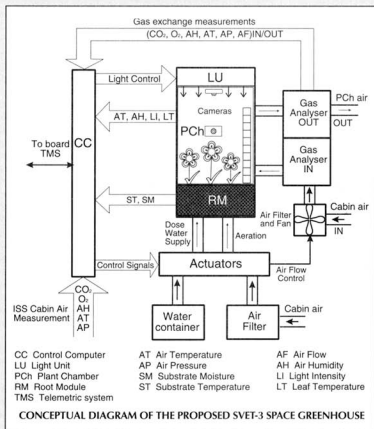 Gas exchange measurements
(CO₂, O₂, AH, AT, AP, AF)IN/OUT
Light Control
LU
Cameras
AT, AH, LI, LT
PCh
CC
To board
TMS
Gas
Analyser
OUT
PCh air
OUT
Gas
Analyser
IN
ST, SM
RM
Air Filter
and Fan
Cabin air
IN
Dose
Water
Supply
Aeration
Control Signals
Actuators
Air Flow
Control
ISS Cabin Air
Measurement
CO₂
O₂
AH
AT
AP
Water
container
Air
Filter
Cabin air
CC Control Computer
LU Light Unit
PCh Plant Chamber
RM Root Module
TMS Telemetric system
AT Air Temperature
AP Air Pressure
SM Substrate Moisture
ST Substrate Temperature
AF Air Flow
AH Air Humidity
LI Light Intensity
LT Leaf Temperature
CONCEPTUAL DIAGRAM OF THE PROPOSED SVET-3 SPACE GREENHOUSE